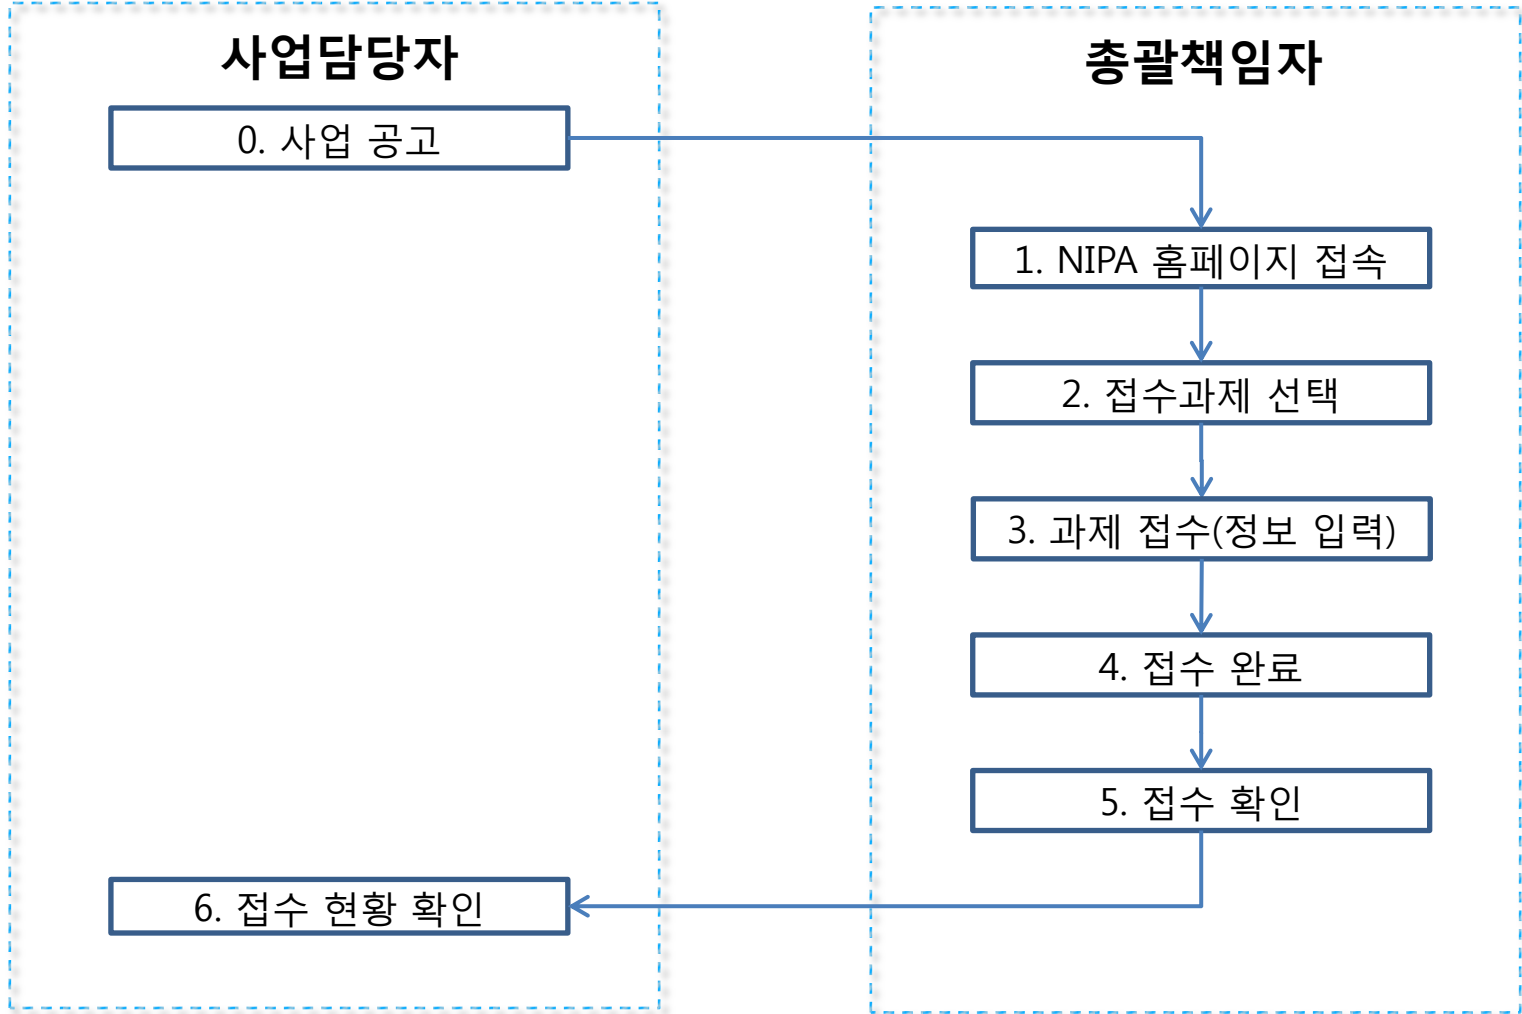 사업담당자
총괄책임자
0. 사업 공고
1. NIPA 홈페이지 접속
2. 접수과제 선택
3. 과제 접수(정보 입력)
4. 접수 완료
5. 접수 확인
6. 접수 현황 확인